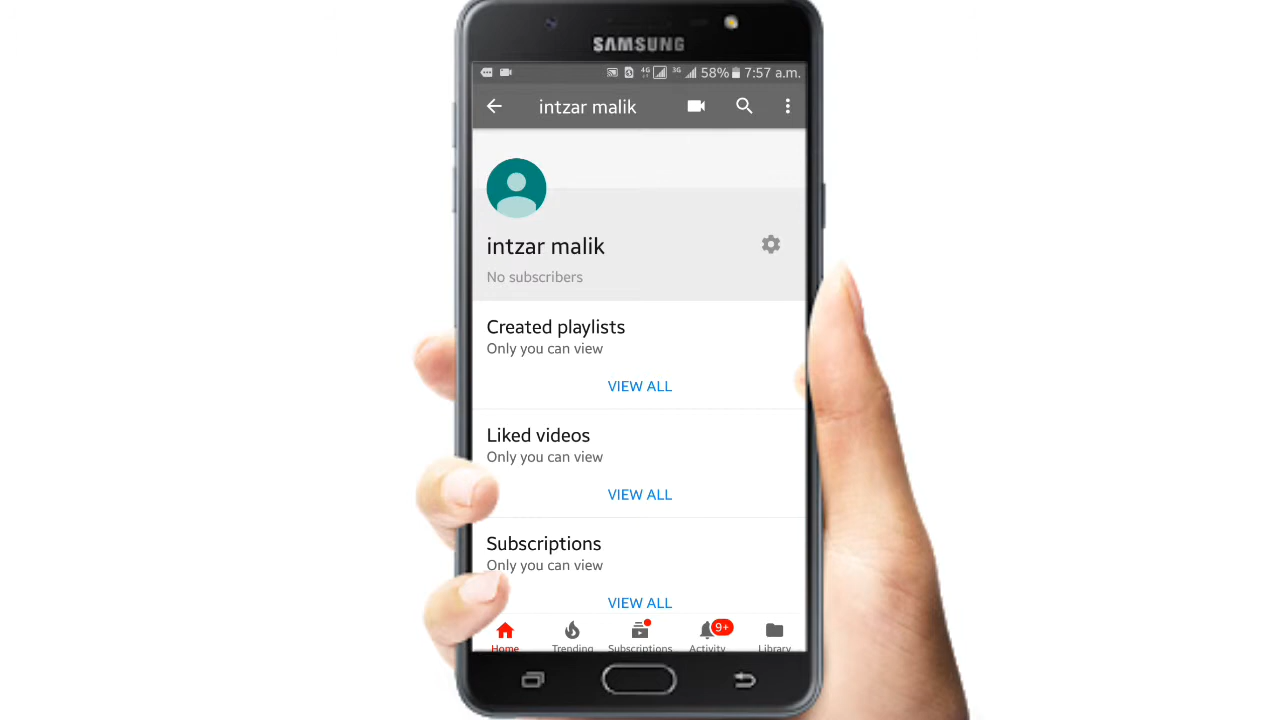 SAMSUNG
4G 3G 58% 7:57 a.m.
intzar malik
intzar malik
No subscribers
Created playlists
Only you can view
VIEW ALL
Liked videos
Only you can view
VIEW ALL
Subscriptions
Only you can view
VIEW ALL
9+
Home Trending Subscriptions Activity Library